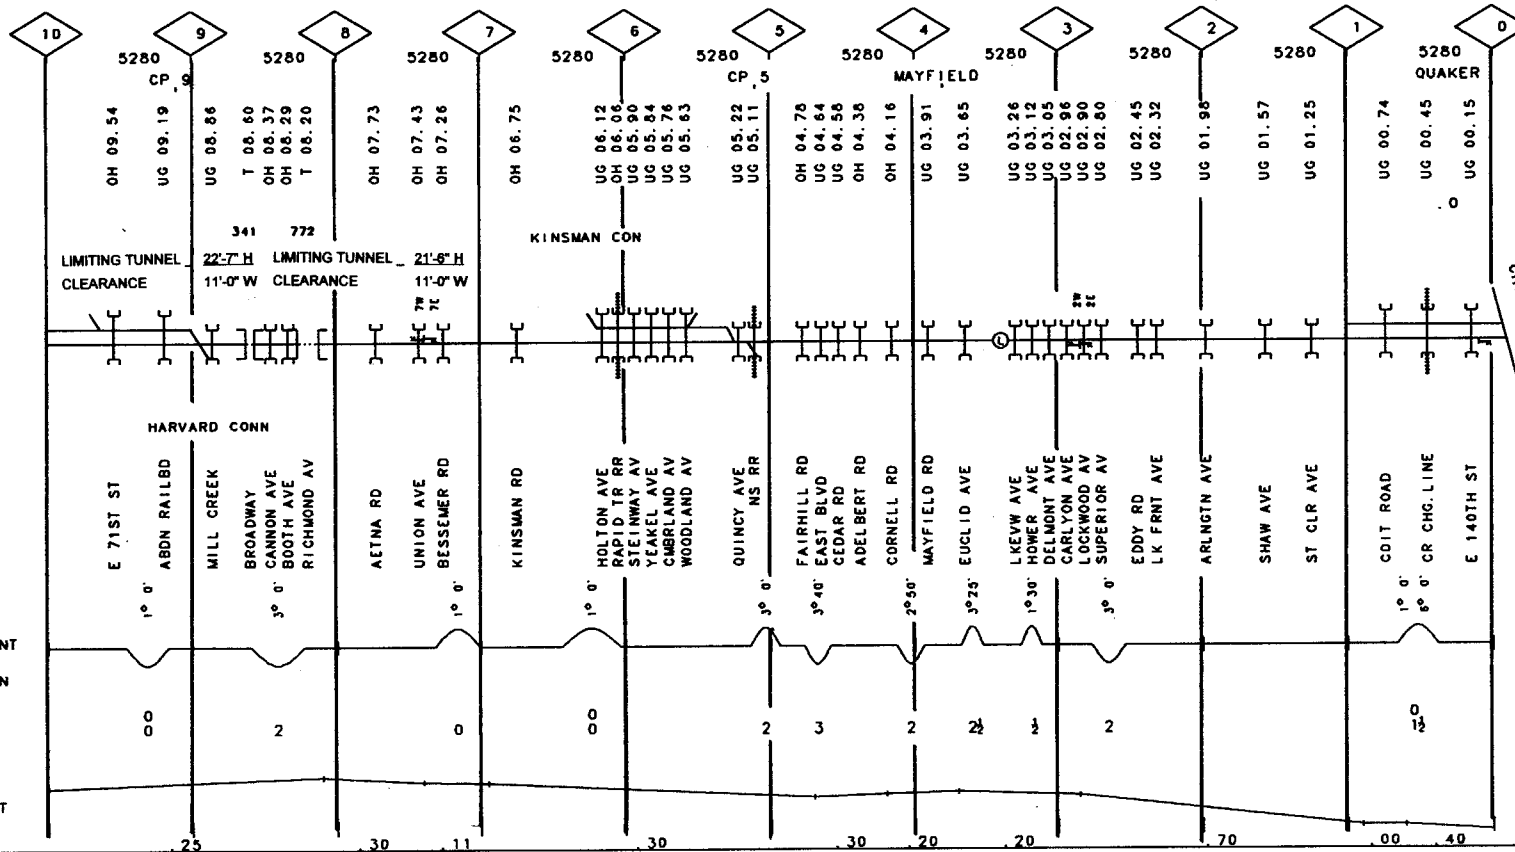 10 9 8 7 6 5 4 3 2 1 0
5280 5280 5280 5280 5280 5280 5280 5280 5280 5280
CP 9 CP 5 MAYFIELD QUAKER
OH 09.54
UG 09.19
UG 08.86
T 08.60
OH 08.37
OH 08.29
T 08.20
OH 07.73
OH 07.43
OH 07.26
OH 06.75
UG 06.12
OH 06.06
UG 05.90
UG 05.84
UG 05.76
UG 05.63
UG 05.22
UG 05.11
OH 04.78
UG 04.64
UG 04.58
OH 04.38
OH 04.16
UG 03.91
UG 03.65
UG 03.26
UG 03.12
UG 03.05
UG 02.96
UG 02.90
UG 02.80
UG 02.45
UG 02.32
UG 01.98
UG 01.57
UG 01.25
UG 00.74
UG 00.45
UG 00.15
. 0
341 772
KINSMAN CON
LIMITING TUNNEL 22'-7" H LIMITING TUNNEL 21'-6" H
CLEARANCE 11'-0" W CLEARANCE 11'-0" W
7W
7E
2W
2E
L
HARVARD CONN
E 71ST ST
ABDN RAILBD
MILL CREEK
BROADWAY
CANNON AVE
BOOTH AVE
RICHMOND AV
AETNA RD
UNION AVE
BESSEMER RD
KINSMAN RD
HOLTON AVE
RAPID TR RR
STEINWAY AV
YEAKEL AVE
CMBRLAND AV
WOODLAND AV
QUINCY AVE
NS RR
FAIRHILL RD
EAST BLVD
CEDAR RD
ADELBERT RD
CORNELL RD
MAYFIELD RD
EUCLID AVE
LKEVW AVE
HOWER AVE
DELMONT AVE
CARLYON AVE
LOCKWOOD AV
SUPERIOR AV
EDDY RD
LK FRNT AVE
ARLNGTN AVE
SHAW AVE
ST CLR AVE
COIT ROAD
CR CHG.LINE
E 140TH ST
1° 0' 3° 0' 1° 0' 1° 0' 3° 0' 3°40' 2°50' 3°25' 1°30' 3° 0' 1° 0' 6° 0'
NT
N
0 0 0
0 2 0 0 2 3 2 2½ ½ 2 1½
T
.25 .30 .11 .30 .30 .20 .20 .70 .00 .40